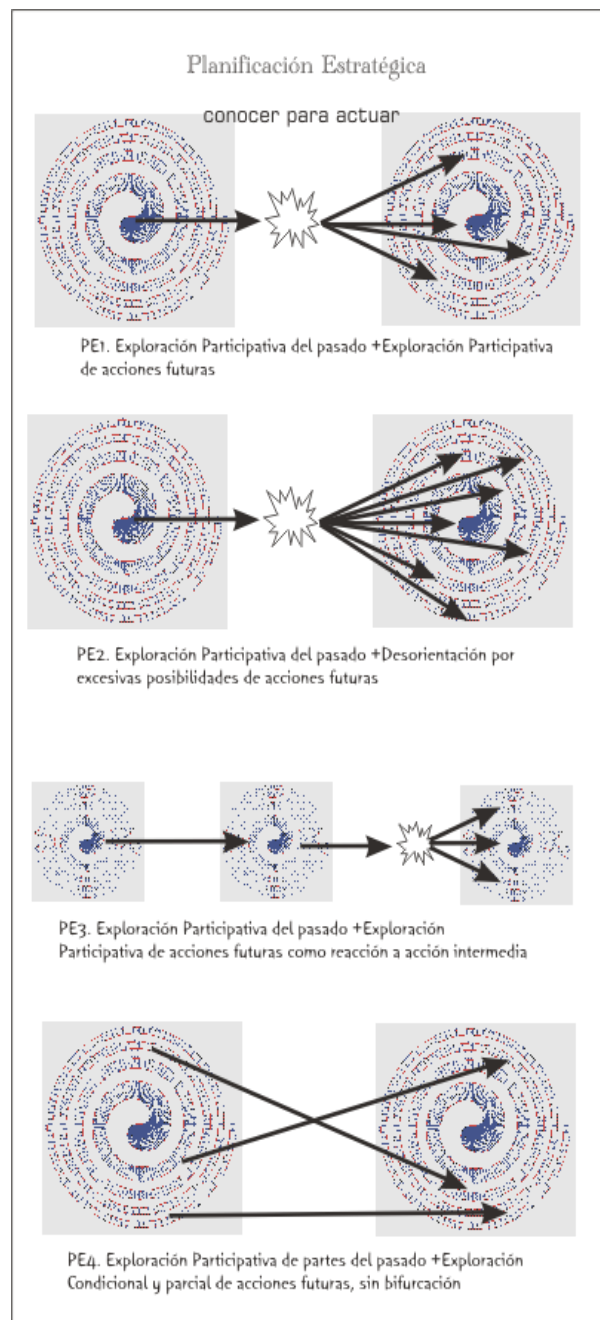 Planificación Estratégica
conocer para actuar
PE1. Exploración Participativa del pasado +Exploración Participativa
de acciones futuras
PE2. Exploración Participativa del pasado +Desorientación por
excesivas posibilidades de acciones futuras
PE3. Exploración Participativa del pasado +Exploración
Participativa de acciones futuras como reacción a acción intermedia
PE4. Exploración Participativa de partes del pasado +Exploración
Condicional y parcial de acciones futuras, sin bifurcación